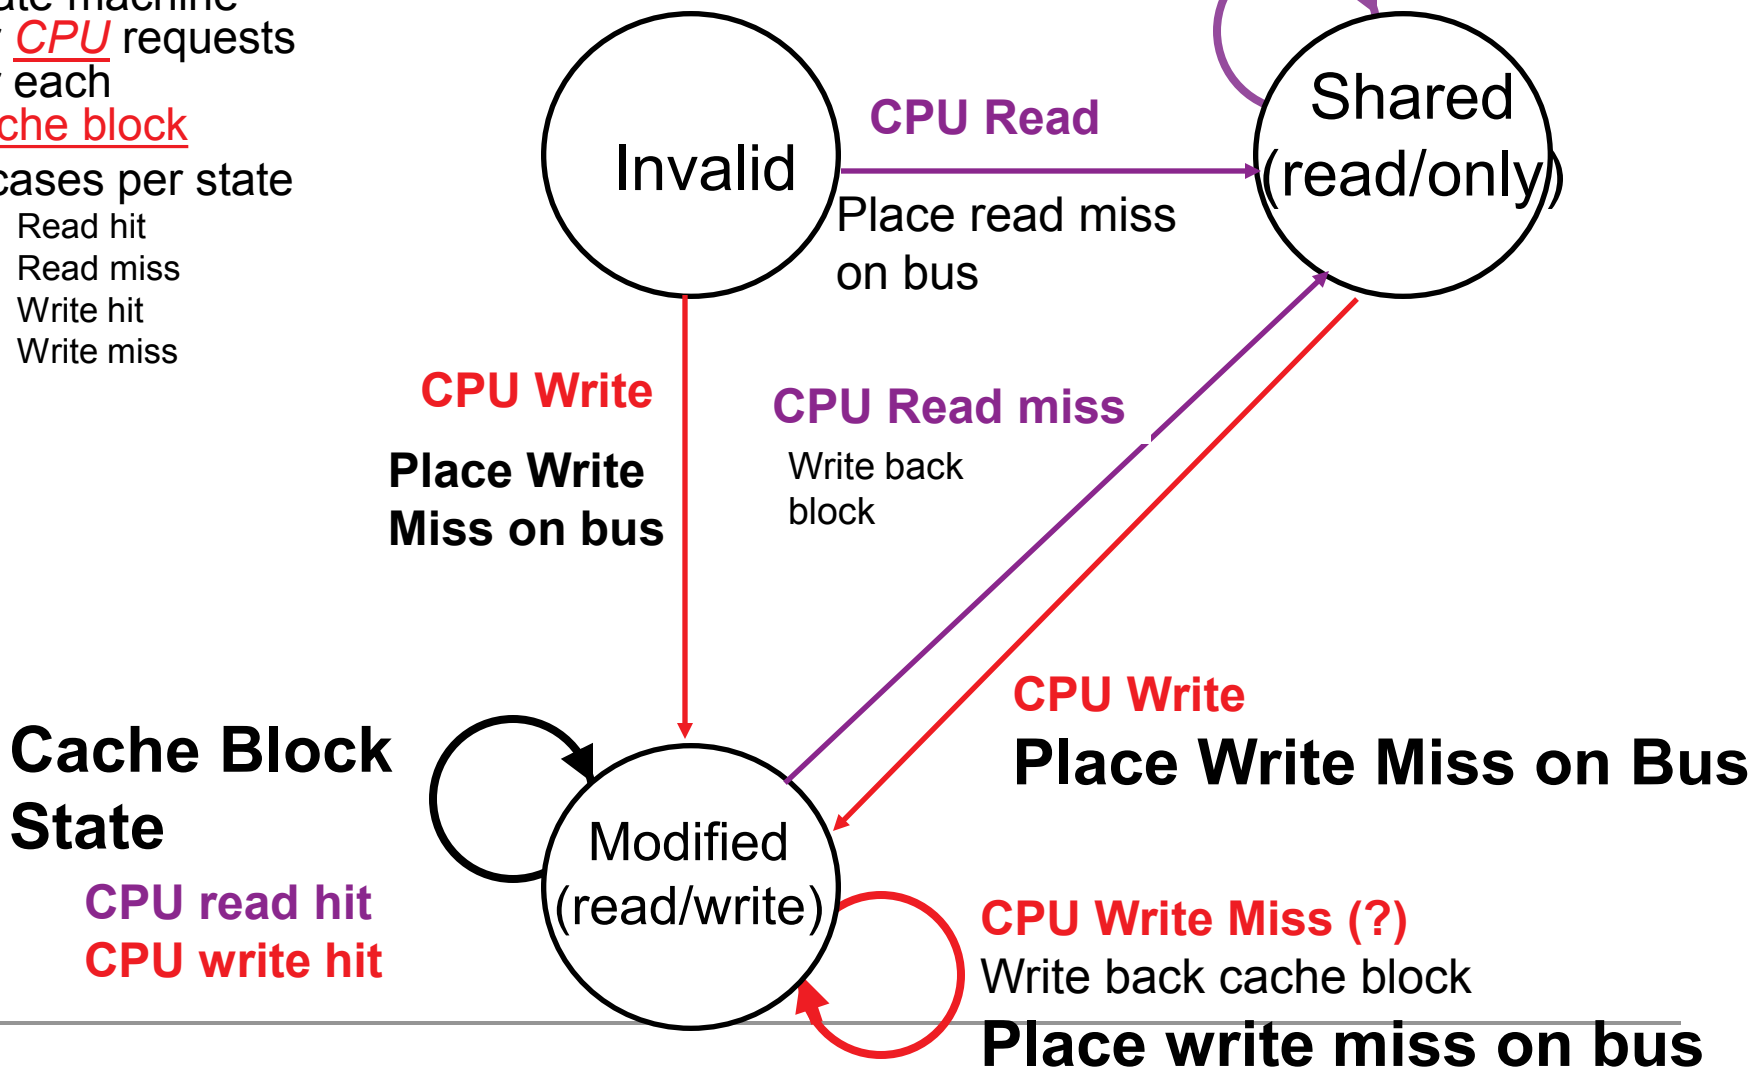 ate machine
CPU requests
each
che block
cases per state
Read hit
Read miss
Write hit
Write miss
Invalid
CPU Read
Place read miss
on bus
Shared
(read/only)
CPU Write
Place Write
Miss on bus
CPU Read miss
Write back
block
CPU Write
Place Write Miss on Bus
Cache Block
State
CPU read hit
CPU write hit
Modified
(read/write)
CPU Write Miss (?)
Write back cache block
Place write miss on bus